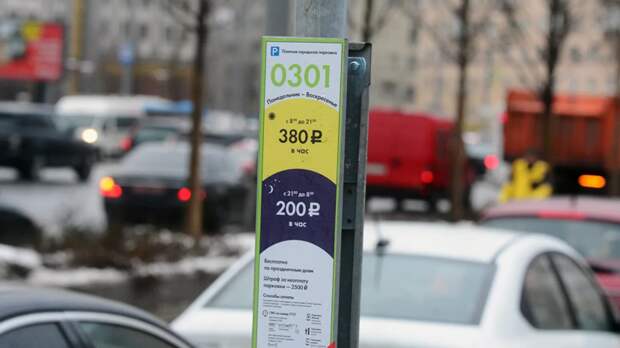 Платная городская парковка
0301
Понедельник – Воскресенье
с 8⁰⁰ до 21⁰⁰
380 ₽
в час
с 21⁰⁰ до 8⁰⁰
200 ₽
в час
Бесплатно
по праздничным дням
Штраф за неоплату
парковки – 2500₽
Способы оплаты